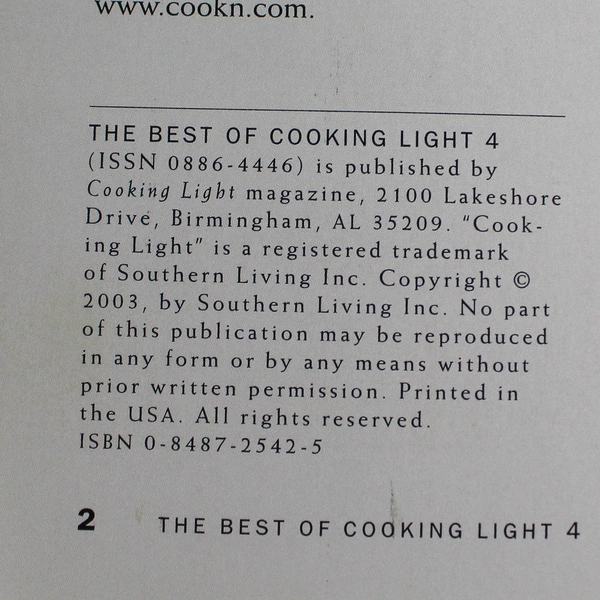 www.cookn.com.
THE BEST OF COOKING LIGHT 4
(ISSN 0886-4446) is published by
Cooking Light magazine, 2100 Lakeshore
Drive, Birmingham, AL 35209. “Cook-
ing Light” is a registered trademark
of Southern Living Inc. Copyright ©
2003, by Southern Living Inc. No part
of this publication may be reproduced
in any form or by any means without
prior written permission. Printed in
the USA. All rights reserved.
ISBN 0-8487-2542-5
2 THE BEST OF COOKING LIGHT 4